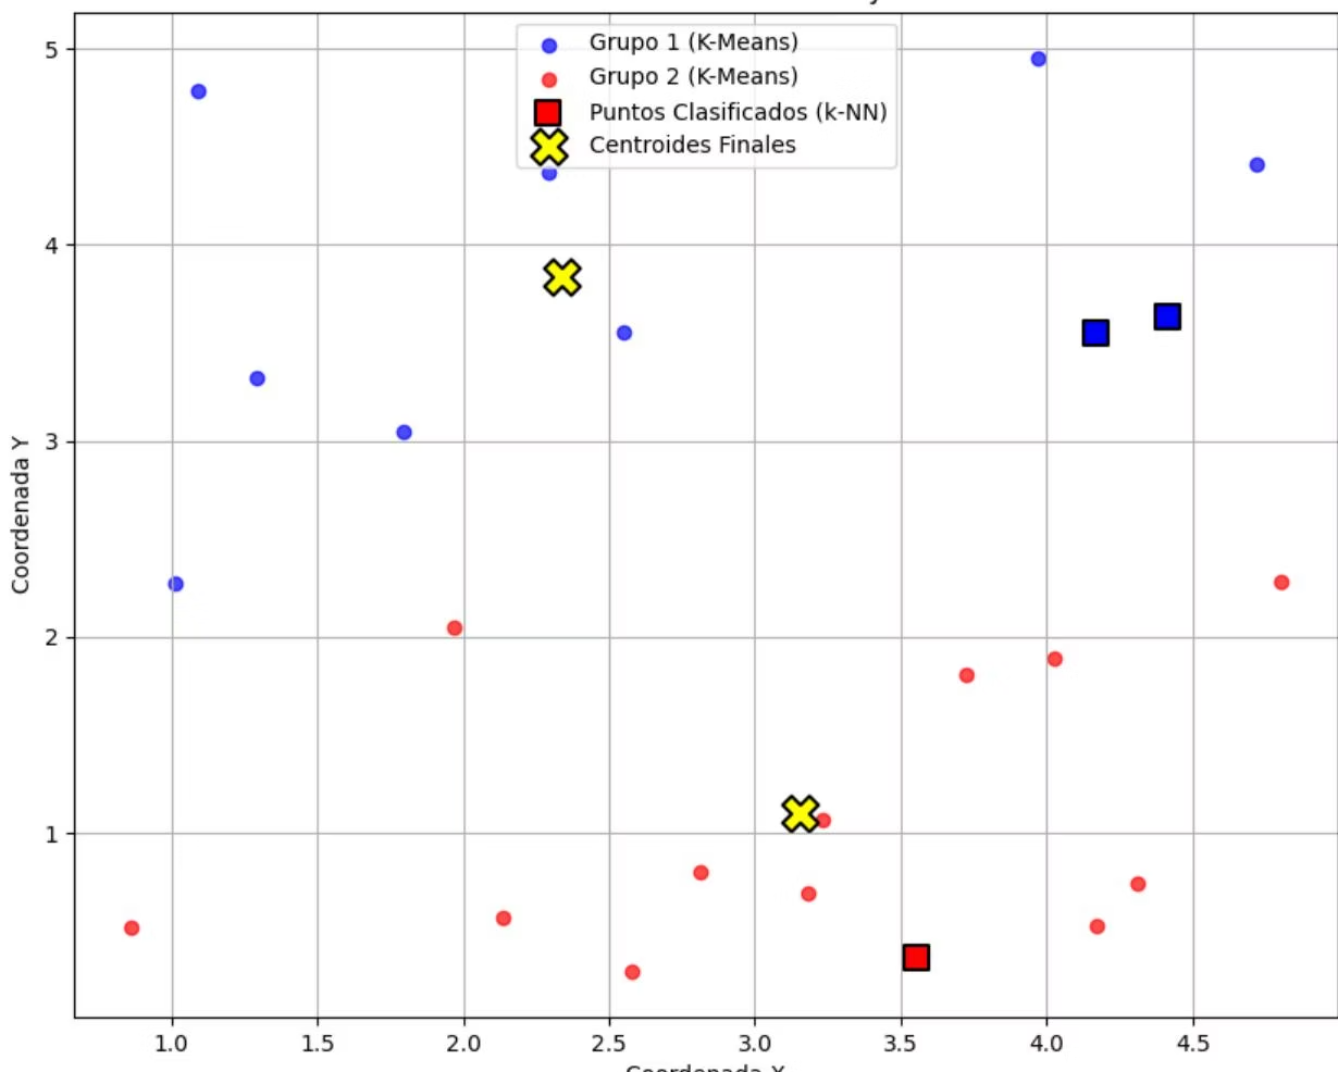 Grupo 1 (K-Means)
Grupo 2 (K-Means)
Puntos Clasificados (k-NN)
Centroides Finales
5
4
3
2
1
Coordenada Y
1.0
1.5
2.0
2.5
3.0
3.5
4.0
4.5
Coordenada X